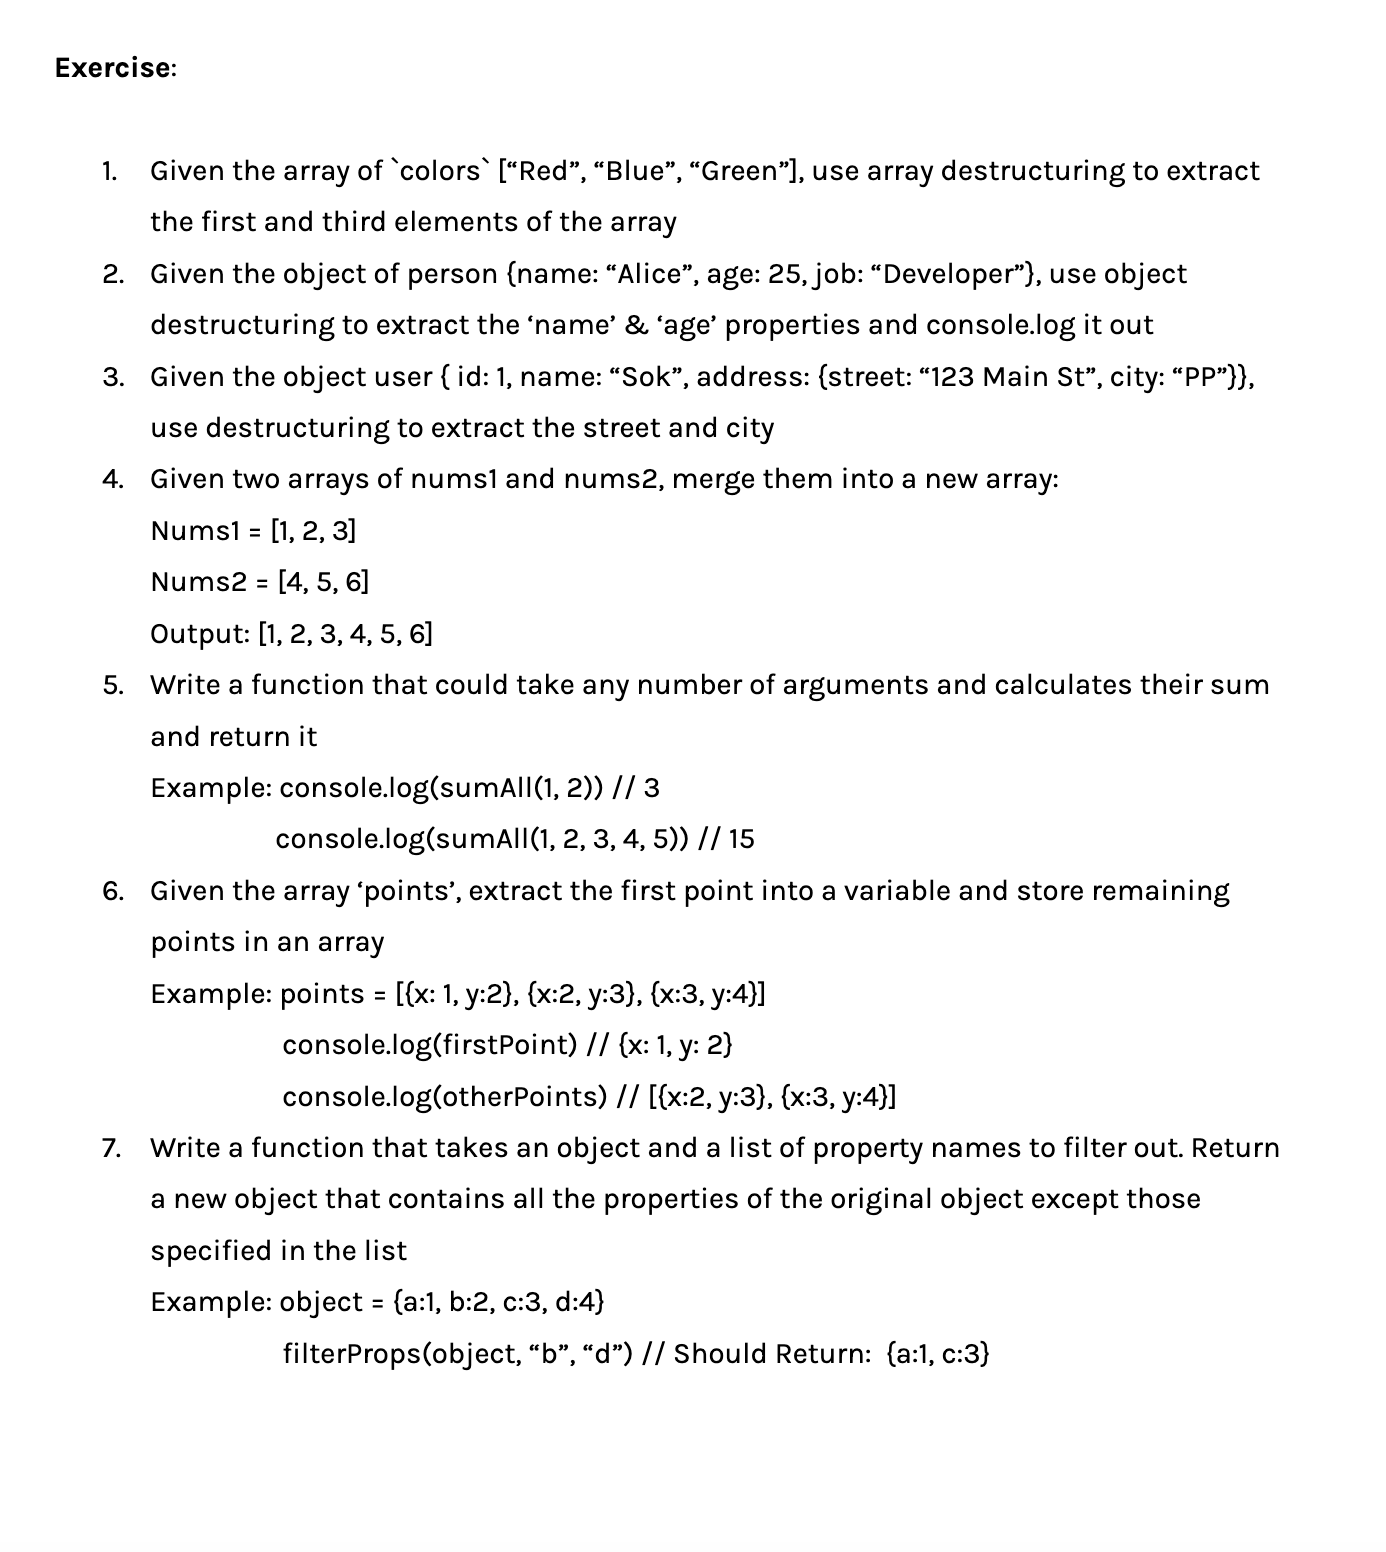 Exercise:
1. Given the array of `colors` [“Red”, “Blue”, “Green”], use array destructuring to extract
the first and third elements of the array
2. Given the object of person {name: “Alice”, age: 25, job: “Developer”}, use object
destructuring to extract the ‘name’ & ‘age’ properties and console.log it out
3. Given the object user { id: 1, name: “Sok”, address: {street: “123 Main St”, city: “PP”}},
use destructuring to extract the street and city
4. Given two arrays of nums1 and nums2, merge them into a new array:
Nums1 = [1, 2, 3]
Nums2 = [4, 5, 6]
Output: [1, 2, 3, 4, 5, 6]
5. Write a function that could take any number of arguments and calculates their sum
and return it
Example: console.log(sumAll(1, 2)) // 3
console.log(sumAll(1, 2, 3, 4, 5)) // 15
6. Given the array ‘points’, extract the first point into a variable and store remaining
points in an array
Example: points = [{x: 1, y:2}, {x:2, y:3}, {x:3, y:4}]
console.log(firstPoint) // {x: 1, y: 2}
console.log(otherPoints) // [{x:2, y:3}, {x:3, y:4}]
7. Write a function that takes an object and a list of property names to filter out. Return
a new object that contains all the properties of the original object except those
specified in the list
Example: object = {a:1, b:2, c:3, d:4}
filterProps(object, “b”, “d”) // Should Return:  {a:1, c:3}